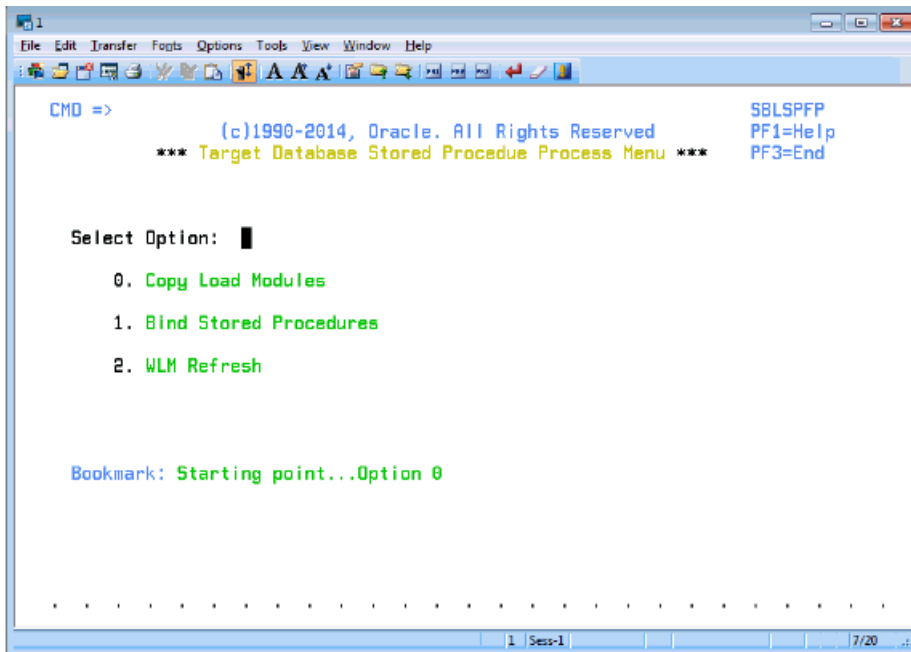 1
File Edit Transfer Fonts Options Tools View Window Help
CMD => SBLSPFP
(c)1990-2014, Oracle. All Rights Reserved PF1=Help
*** Target Database Stored Procedue Process Menu *** PF3=End
Select Option:
0. Copy Load Modules
1. Bind Stored Procedures
2. WLM Refresh
Bookmark: Starting point...Option 0
1 Sess-1 7/20